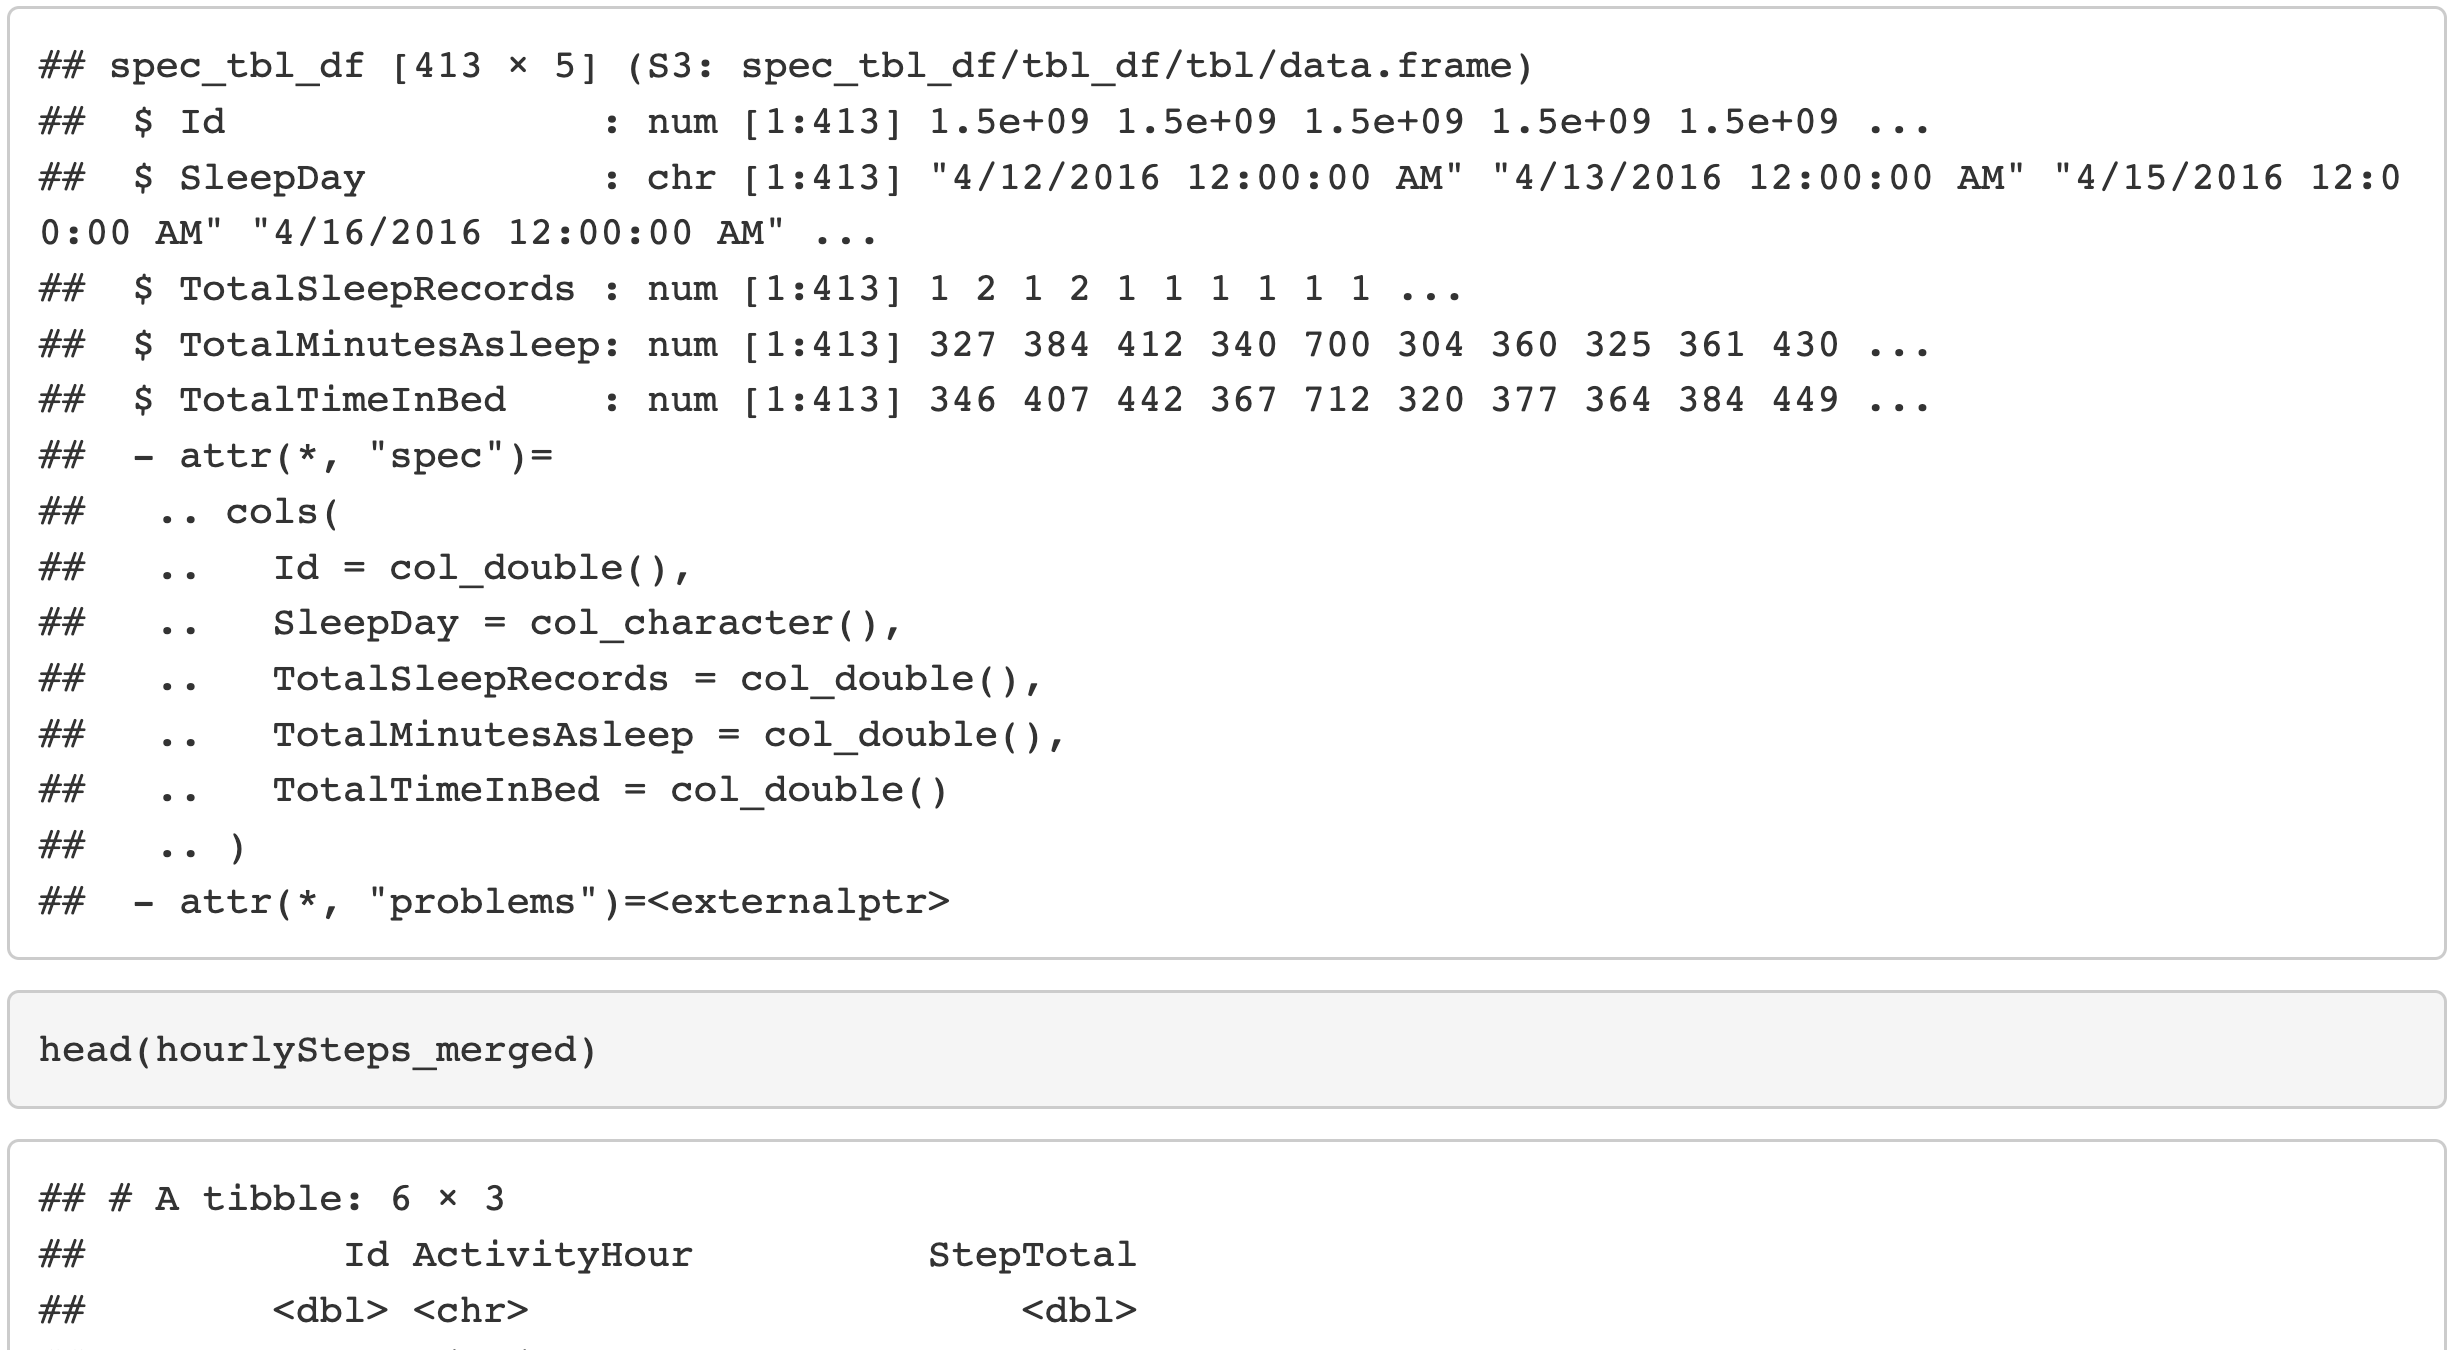 ## spec_tbl_df [413 × 5] (S3: spec_tbl_df/tbl_df/tbl/data.frame)
##  $ Id                : num [1:413] 1.5e+09 1.5e+09 1.5e+09 1.5e+09 1.5e+09 ...
##  $ SleepDay          : chr [1:413] "4/12/2016 12:00:00 AM" "4/13/2016 12:00:00 AM" "4/15/2016 12:0
0:00 AM" "4/16/2016 12:00:00 AM" ...
##  $ TotalSleepRecords : num [1:413] 1 2 1 2 1 1 1 1 1 1 ...
##  $ TotalMinutesAsleep: num [1:413] 327 384 412 340 700 304 360 325 361 430 ...
##  $ TotalTimeInBed    : num [1:413] 346 407 442 367 712 320 377 364 384 449 ...
##  - attr(*, "spec")=
##   .. cols(
##   ..   Id = col_double(),
##   ..   SleepDay = col_character(),
##   ..   TotalSleepRecords = col_double(),
##   ..   TotalMinutesAsleep = col_double(),
##   ..   TotalTimeInBed = col_double()
##   .. )
##  - attr(*, "problems")=<externalptr>
head(hourlySteps_merged)
## # A tibble: 6 × 3
##           Id ActivityHour          StepTotal
##        <dbl> <chr>                     <dbl>